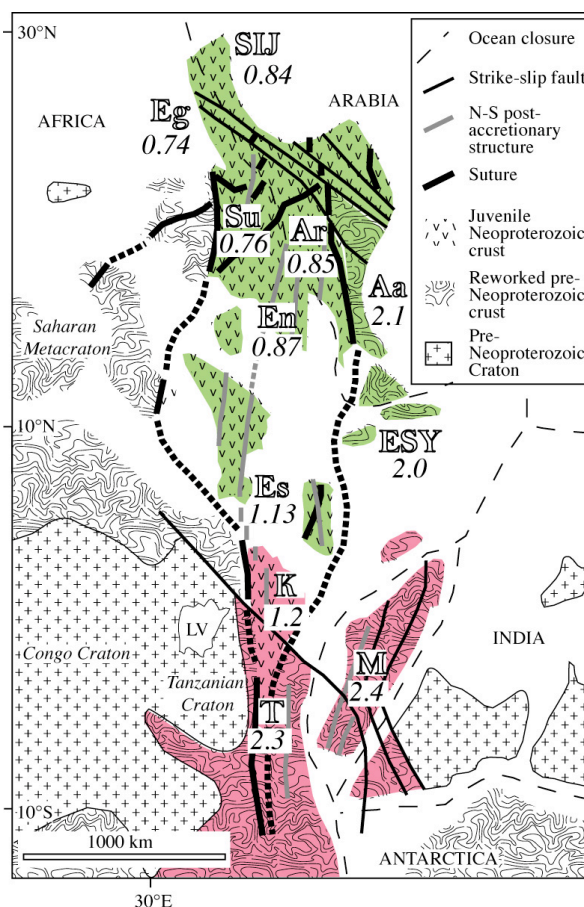 30°N
SIJ
0.84
Eg
0.74
AFRICA
ARABIA
Su
0.76
Ar
0.85
Aa
2.1
En
0.87
Saharan
Metacraton
10°N
ESY
2.0
Es
1.13
K
1.2
LV
Congo Craton
Tanzanian
Craton
INDIA
M
2.4
T
2.3
10°S
1000 km
ANTARCTICA
30°E
Ocean closure
Strike-slip fault
N-S post-
accretionary
structure
Suture
Juvenile
Neoproterozoic
crust
Reworked pre-
Neoproterozoic
crust
Pre-
Neoproterozoic
Craton